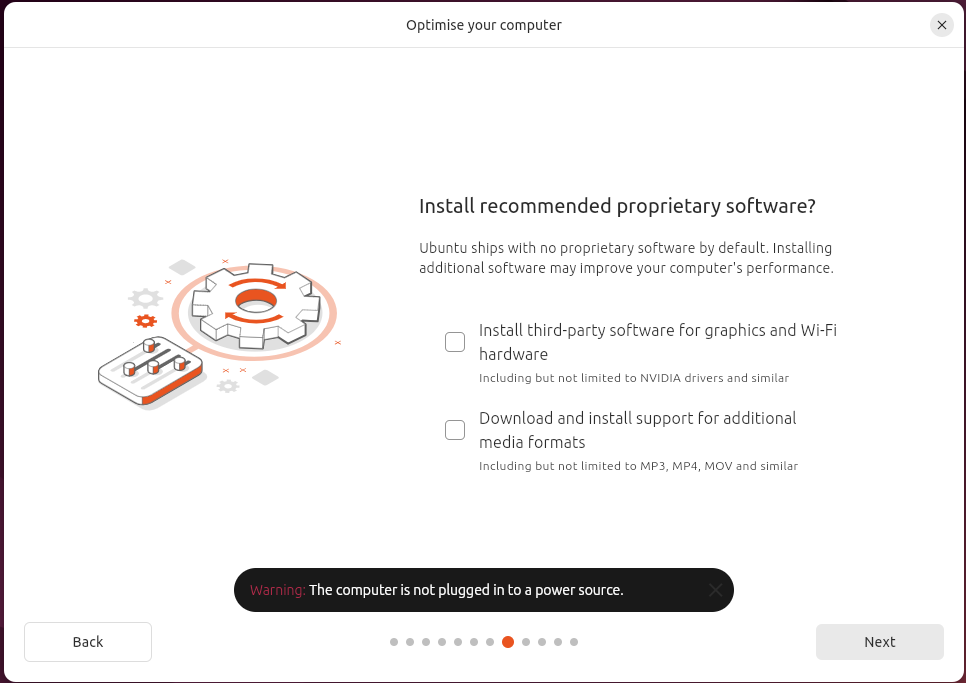 Optimise your computer
Install recommended proprietary software?
Ubuntu ships with no proprietary software by default. Installing
additional software may improve your computer's performance.
Install third-party software for graphics and Wi-Fi
hardware
Including but not limited to NVIDIA drivers and similar
Download and install support for additional
media formats
Including but not limited to MP3, MP4, MOV and similar
Warning: The computer is not plugged in to a power source.
Back
Next